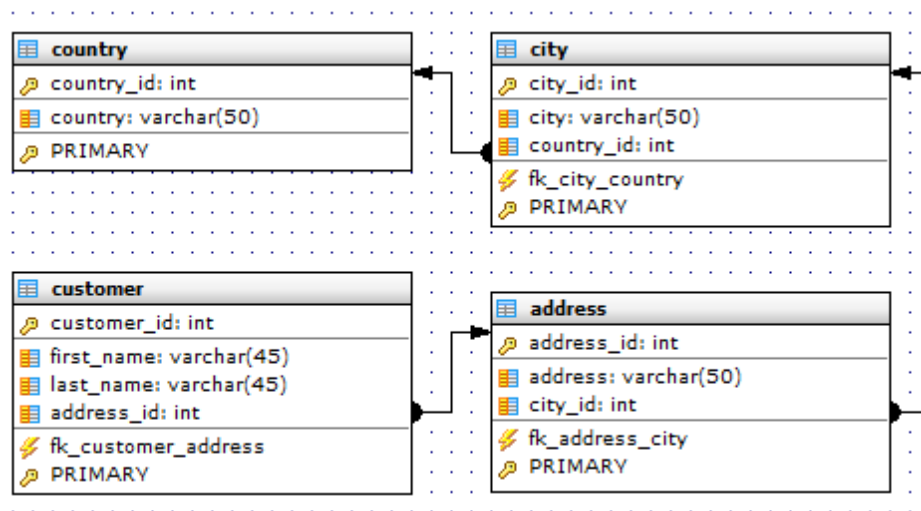 country
country_id: int
country: varchar(50)
PRIMARY
city
city_id: int
city: varchar(50)
country_id: int
fk_city_country
PRIMARY
customer
customer_id: int
first_name: varchar(45)
last_name: varchar(45)
address_id: int
fk_customer_address
PRIMARY
address
address_id: int
address: varchar(50)
city_id: int
fk_address_city
PRIMARY